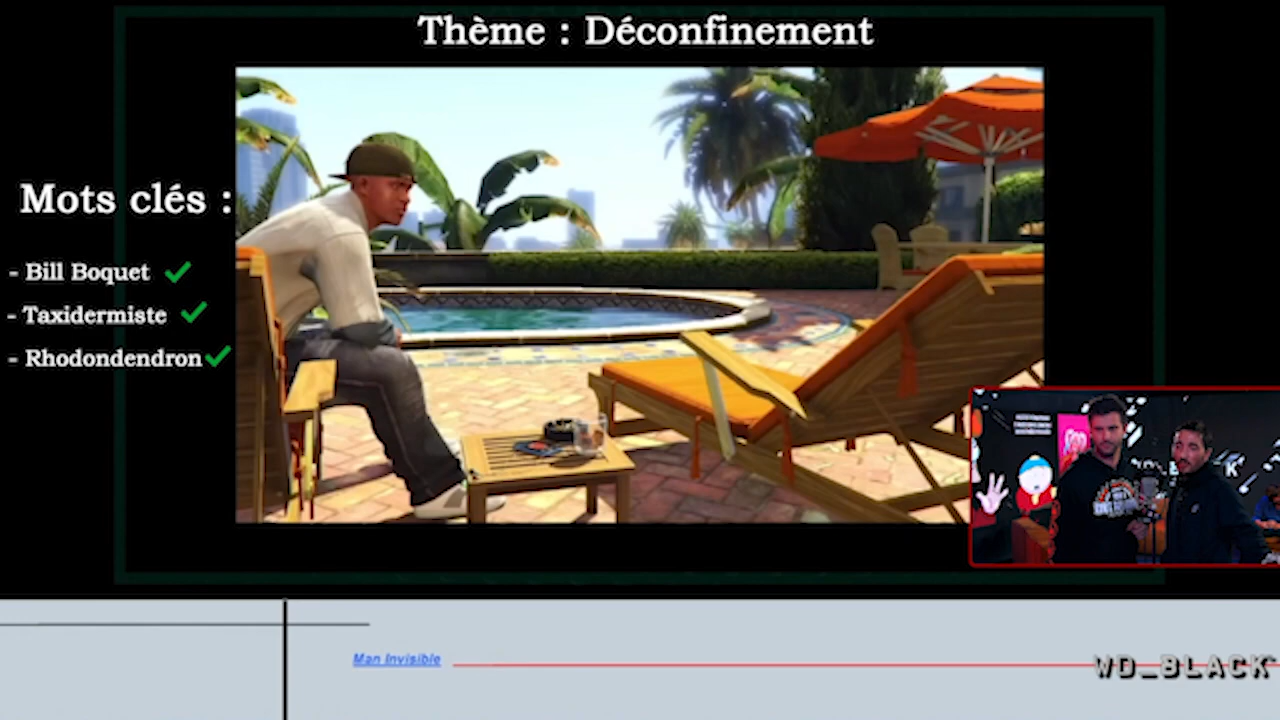 Thème : Déconfinement
Mots clés :
- Bill Boquet
- Taxidermiste
- Rhodondendron
Man Invisible
WD_BLACK